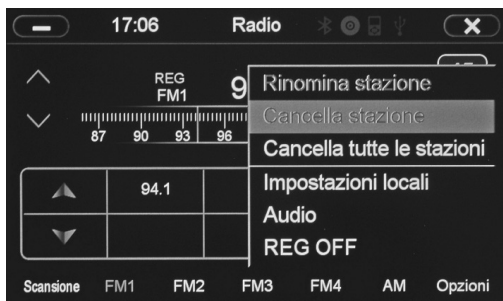 17:06 Radio
REG
FM1
9
87 90 93 96
94.1
Rinomina stazione
Cancella stazione
Cancella tutte le stazioni
Impostazioni locali
Audio
REG OFF
Scansione FM1 FM2 FM3 FM4 AM Opzioni